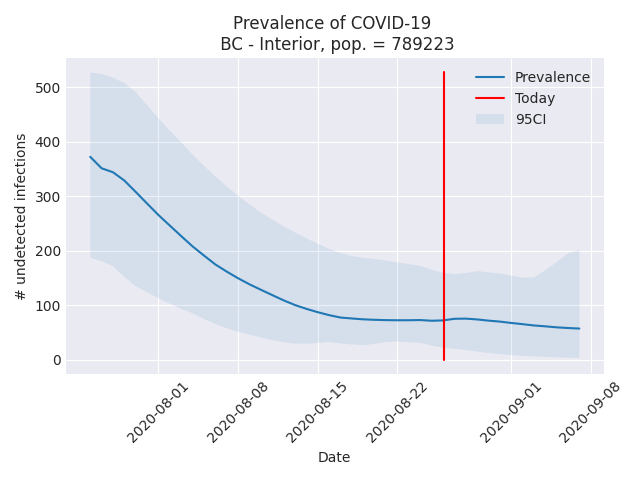 Prevalence of COVID-19
BC - Interior, pop. = 789223
Prevalence
Today
95CI
# undetected infections
500
400
300
200
100
0
2020-08-01
2020-08-08
2020-08-15
2020-08-22
2020-09-01
2020-09-08
Date